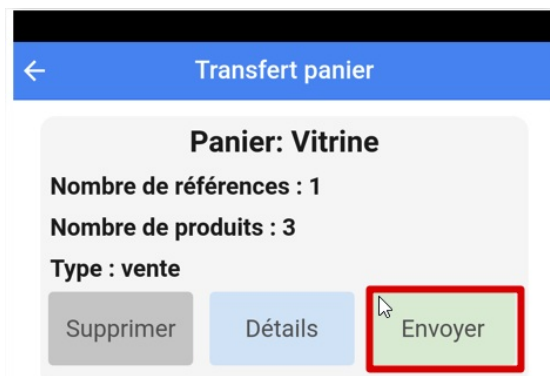 Transfert panier
Panier: Vitrine
Nombre de références : 1
Nombre de produits : 3
Type : vente
Supprimer Détails Envoyer